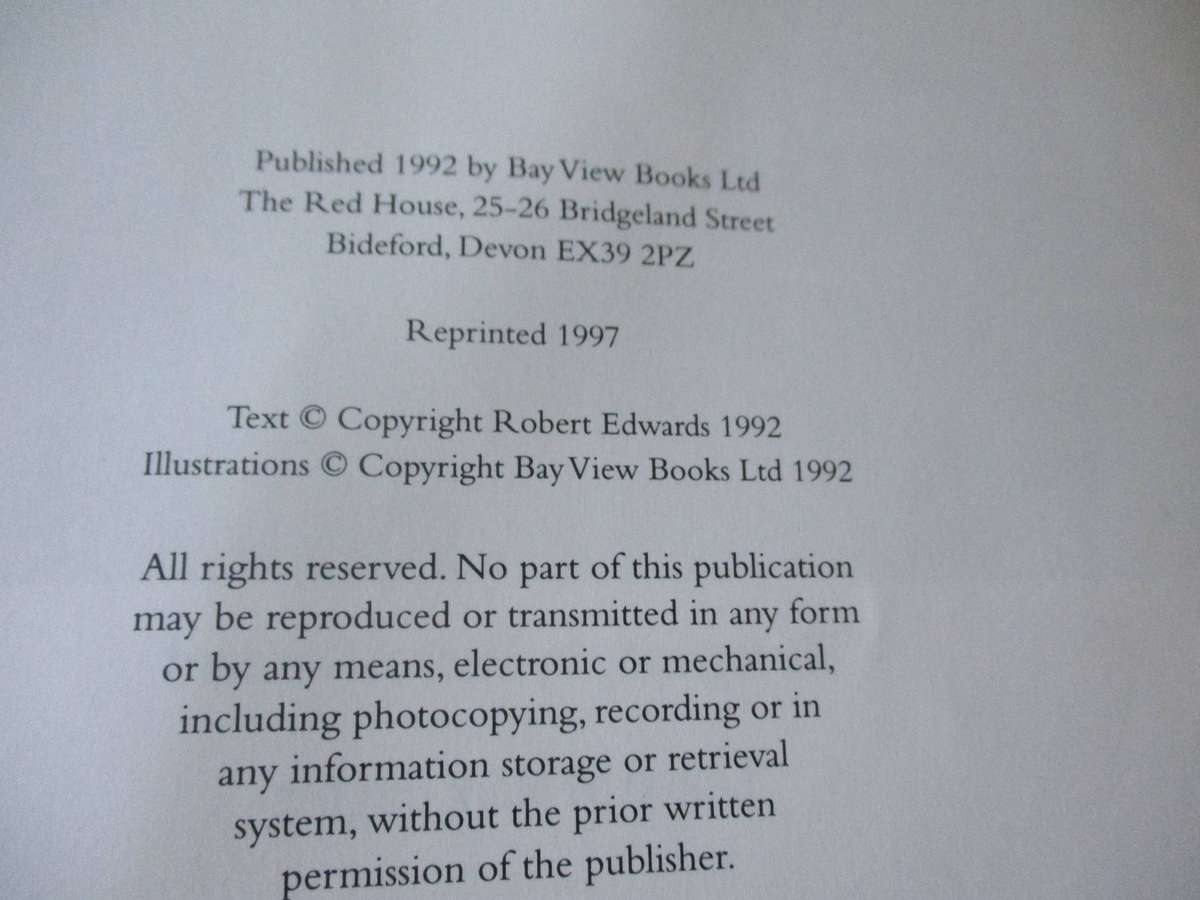 Published 1992 by Bay View Books Ltd
The Red House, 25–26 Bridgeland Street
Bideford, Devon EX39 2PZ
Reprinted 1997
Text © Copyright Robert Edwards 1992
Illustrations © Copyright Bay View Books Ltd 1992
All rights reserved. No part of this publication
may be reproduced or transmitted in any form
or by any means, electronic or mechanical,
including photocopying, recording or in
any information storage or retrieval
system, without the prior written
permission of the publisher.